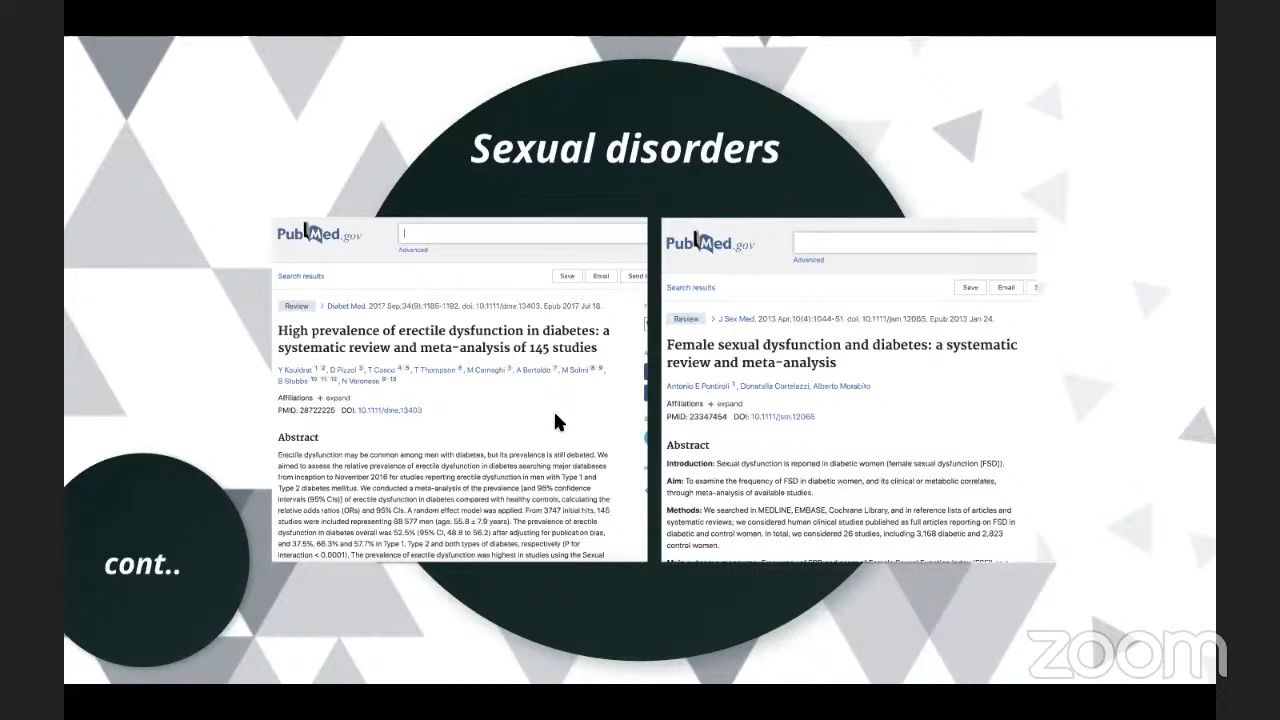 Sexual disorders
PubMed.gov
Advanced
Search results
Save Email Send t
Review > Diabet Med. 2017 Sep;34(9):1185-1192. doi: 10.1111/dme.13403. Epub 2017 Jul 18.
High prevalence of erectile dysfunction in diabetes: a
systematic review and meta-analysis of 145 studies
Y Kouidrat 1 2, D Pizzol 3, T Cosco 4 5, T Thompson 6, M Carnaghi 3, A Bertoldo 7, M Solmi 8 9,
B Stubbs 10 11 12, N Veronese 9 13
Affiliations + expand
PMID: 28722225 DOI: 10.1111/dme.13403
Abstract
Erectile dysfunction may be common among men with diabetes, but its prevalence is still debated. We
aimed to assess the relative prevalence of erectile dysfunction in diabetes searching major databases
from inception to November 2016 for studies reporting erectile dysfunction in men with Type 1 and
Type 2 diabetes mellitus. We conducted a meta-analysis of the prevalence [and 95% confidence
intervals (95% CIs)] of erectile dysfunction in diabetes compared with healthy controls, calculating the
relative odds ratios (ORs) and 95% CIs. A random effect model was applied. From 3747 initial hits, 145
studies were included representing 88 577 men (age: 55.8 ± 7.9 years). The prevalence of erectile
dysfunction in diabetes overall was 52.5% (95% CI, 48.8 to 56.2) after adjusting for publication bias,
and 37.5%, 66.3% and 57.7% in Type 1, Type 2 and both types of diabetes, respectively (P for
interaction < 0.0001). The prevalence of erectile dysfunction was highest in studies using the Sexual
PubMed.gov
Advanced
Search results
Save Email S
Review > J Sex Med. 2013 Apr;10(4):1044-51. doi: 10.1111/jsm.12065. Epub 2013 Jan 24.
Female sexual dysfunction and diabetes: a systematic
review and meta-analysis
Antonio E Pontiroli 1, Donatella Cortelazzi, Alberto Morabito
Affiliations + expand
PMID: 23347454 DOI: 10.1111/jsm.12065
Abstract
Introduction: Sexual dysfunction is reported in diabetic women (female sexual dysfunction [FSD]).
Aim: To examine the frequency of FSD in diabetic women, and its clinical or metabolic correlates,
through meta-analysis of available studies.
Methods: We searched in MEDLINE, EMBASE, Cochrane Library, and in reference lists of articles and
systematic reviews; we considered human clinical studies published as full articles reporting on FSD in
diabetic and control women. In total, we considered 26 studies, including 3,168 diabetic and 2,823
control women.
cont..
zoom